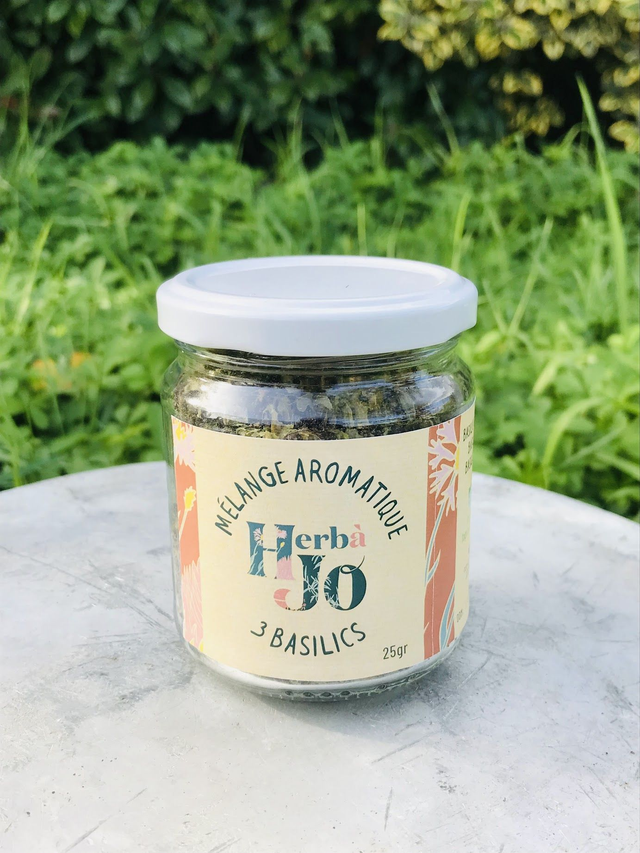 MÉLANGE AROMATIQUE
Herbà
Jo
3 BASILICS
25gr